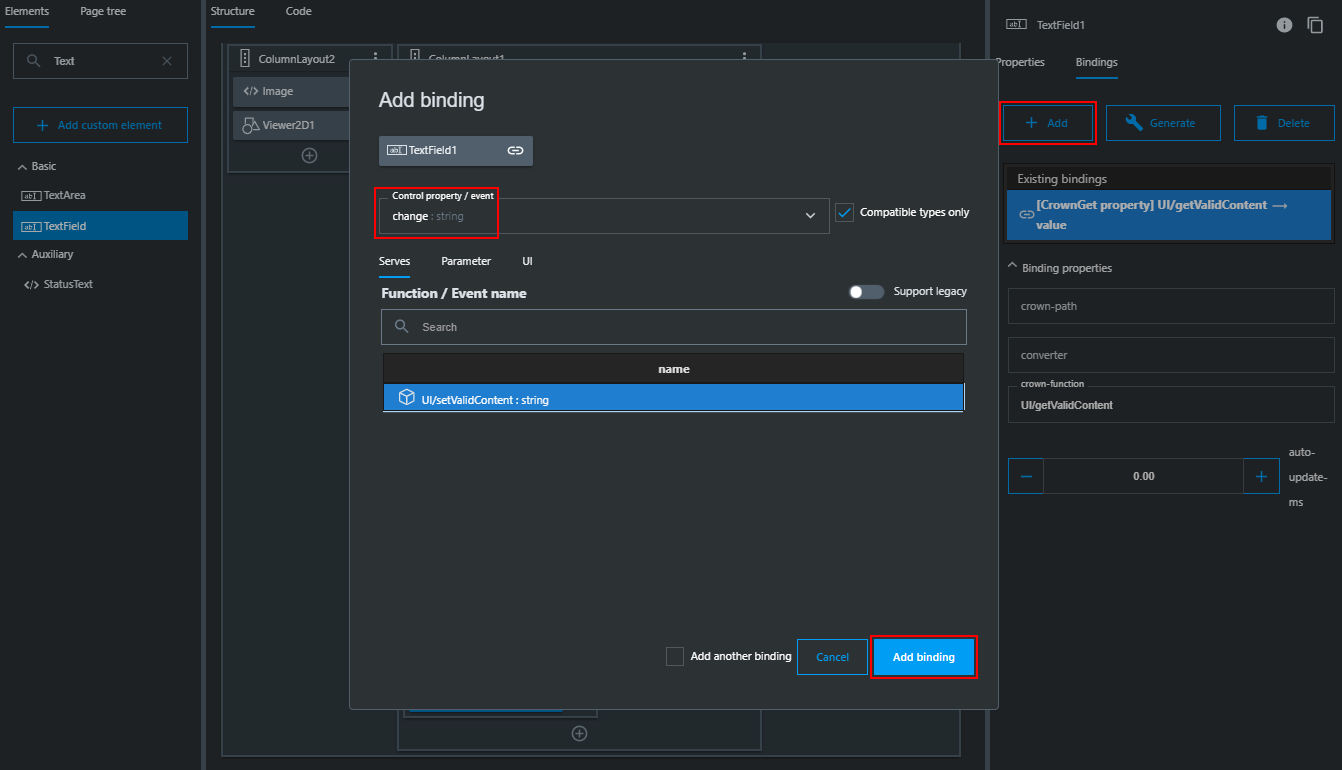 Elements
Page tree
Text
Add custom element
Basic
TextArea
TextField
Auxiliary
StatusText
Structure
Code
ColumnLayout2
ColumnLayout1
Image
Viewer2D1
Add binding
TextField1
Control property / event
change : string
Compatible types only
Serves
Parameter
UI
Function / Event name
Support legacy
Search
name
UI/setValidContent : string
Add another binding
Cancel
Add binding
TextField1
Properties
Bindings
Add
Generate
Delete
Existing bindings
[CrownGet property] UI/getValidContent →
value
Binding properties
crown-path
converter
crown-function
UI/getValidContent
0.00
auto-
update-
ms